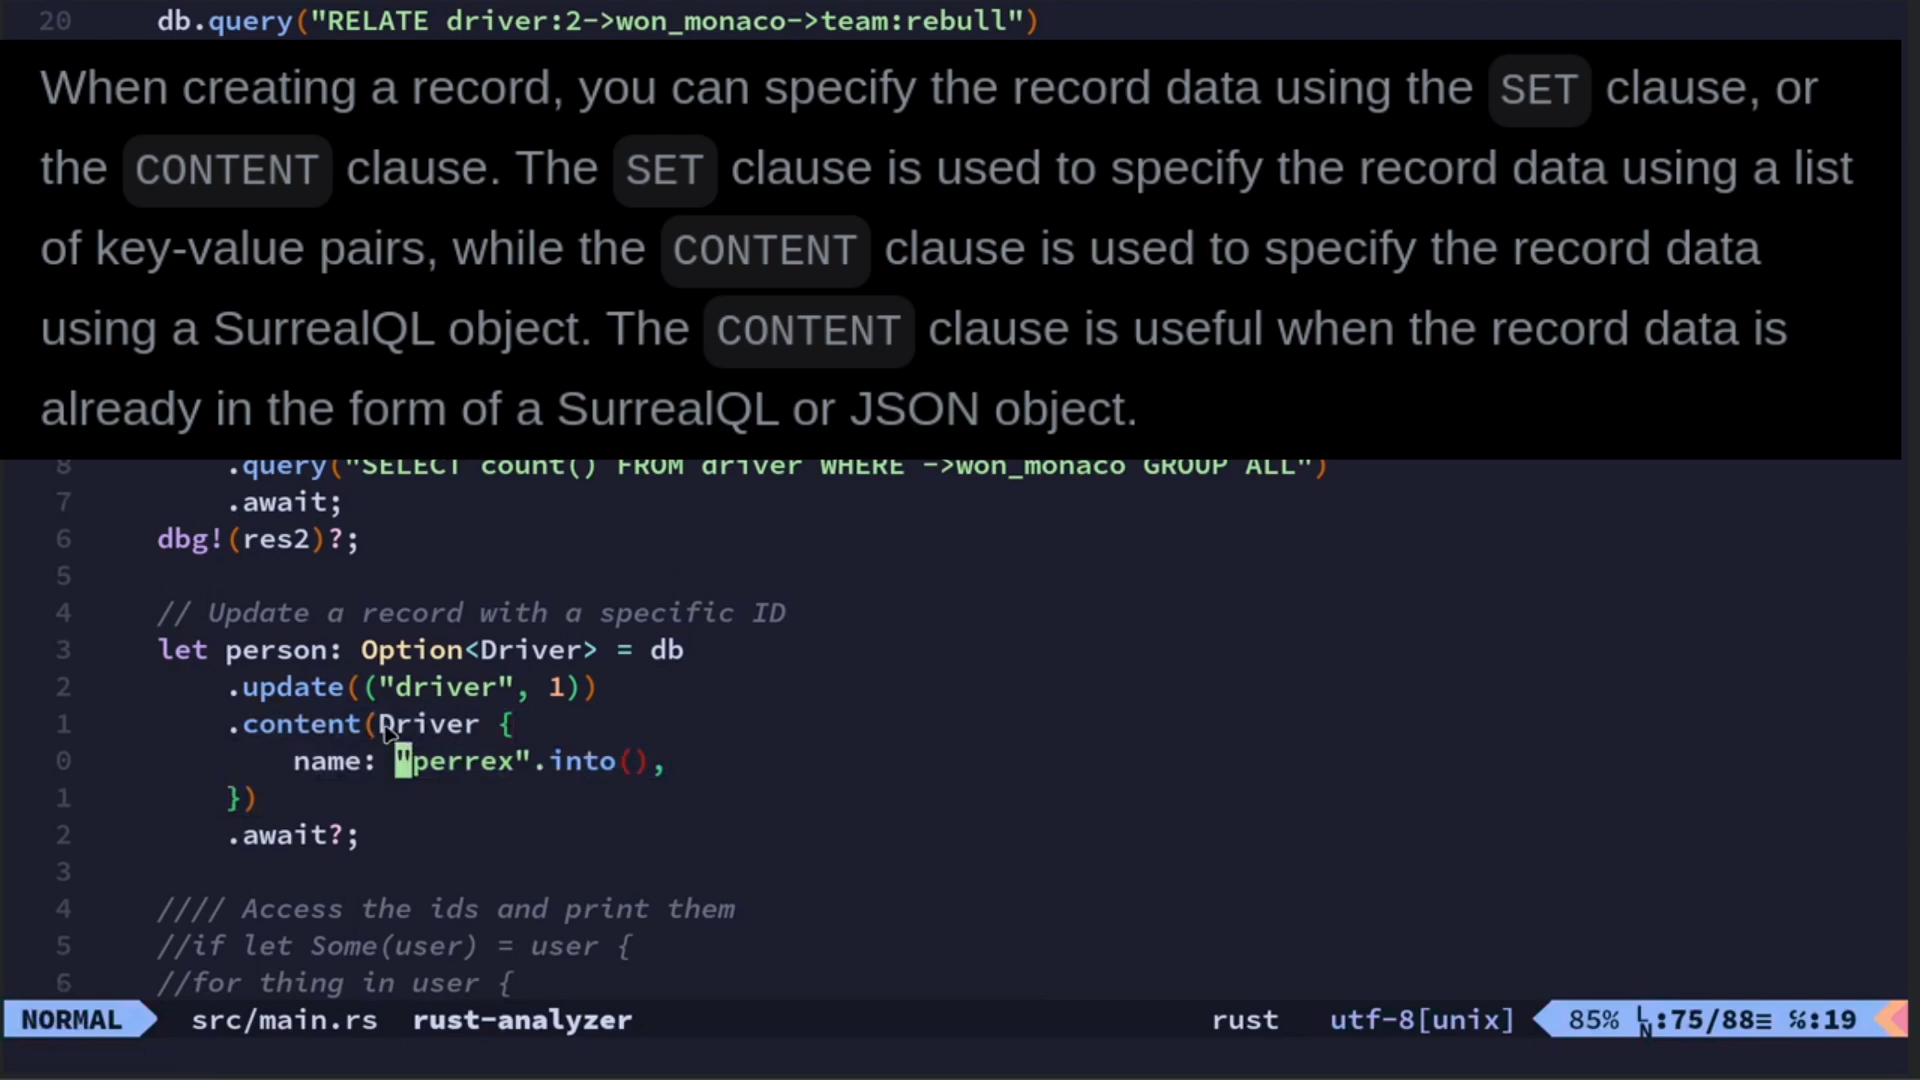 20 db.query("RELATE driver:2->won_monaco->team:rebull")
When creating a record, you can specify the record data using the SET clause, or
the CONTENT clause. The SET clause is used to specify the record data using a list
of key-value pairs, while the CONTENT clause is used to specify the record data
using a SurrealQL object. The CONTENT clause is useful when the record data is
already in the form of a SurrealQL or JSON object.
8 .query("SELECT count() FROM driver WHERE ->won_monaco GROUP ALL")
7 .await;
6 dbg!(res2)?;
5
4 // Update a record with a specific ID
3 let person: Option<Driver> = db
2 .update(("driver", 1))
1 .content(Driver {
0 name: "perrex".into(),
1 })
2 .await?;
3
4 //// Access the ids and print them
5 //if let Some(user) = user {
6 //for thing in user {
NORMAL src/main.rs rust-analyzer rust utf-8[unix] 85% LN:75/88≡ ℅:19